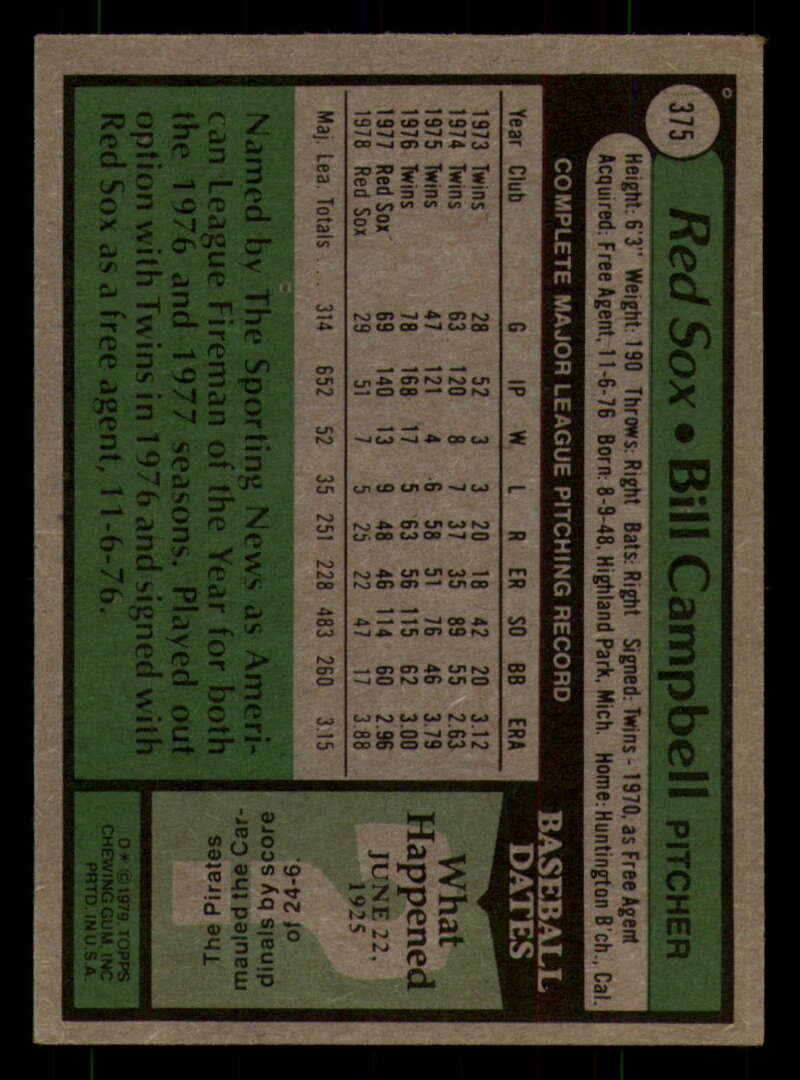 375
Red Sox • Bill Campbell PITCHER
Height: 6'3" Weight: 190 Throws: Right Bats: Right Signed: Twins - 1970, as Free Agent
Acquired: Free Agent, 11-6-76 Born: 8-9-48, Highland Park, Mich. Home: Huntington B'ch., Cal.
COMPLETE MAJOR LEAGUE PITCHING RECORD
Year Club G IP W L R ER SO BB ERA
1973 Twins 28 52 3 3 20 18 42 20 3.12
1974 Twins 63 120 8 7 37 35 89 55 2.63
1975 Twins 47 121 4 6 58 51 76 46 3.79
1976 Twins 78 168 17 5 63 56 115 62 3.00
1977 Red Sox 69 140 13 9 48 46 114 60 2.96
1978 Red Sox 29 51 7 5 25 22 47 17 3.88
Maj. Lea. Totals . . . 314 652 52 35 251 228 483 260 3.15
Named by The Sporting News as Ameri-
can League Fireman of the Year for both
the 1976 and 1977 seasons. Played out
option with Twins in 1976 and signed with
Red Sox as a free agent, 11-6-76.
BASEBALL
DATES
What
Happened
JUNE 22,
1925
The Pirates
mauled the Car-
dinals by score
of 24-6.
D* © 1979 TOPPS
CHEWING GUM, INC
PRTD. IN U.S.A.